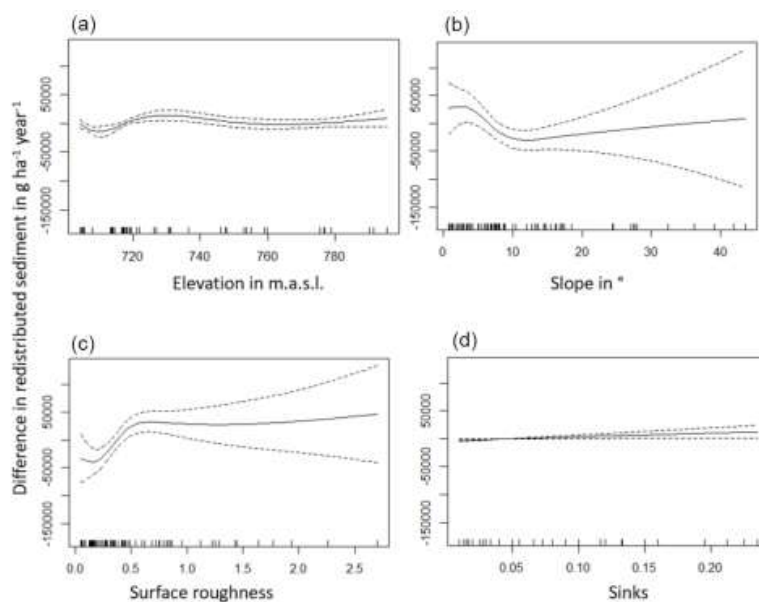 (a)
(b)
Difference in redistributed sediment in g ha⁻¹ year⁻¹
50000
-50000
-150000
720 740 760 780
Elevation in m.a.s.l.
50000
-50000
-150000
0 10 20 30 40
Slope in °
(c)
(d)
50000
-50000
-150000
0.0 0.5 1.0 1.5 2.0 2.5
Surface roughness
50000
-50000
-150000
0.05 0.10 0.15 0.20
Sinks